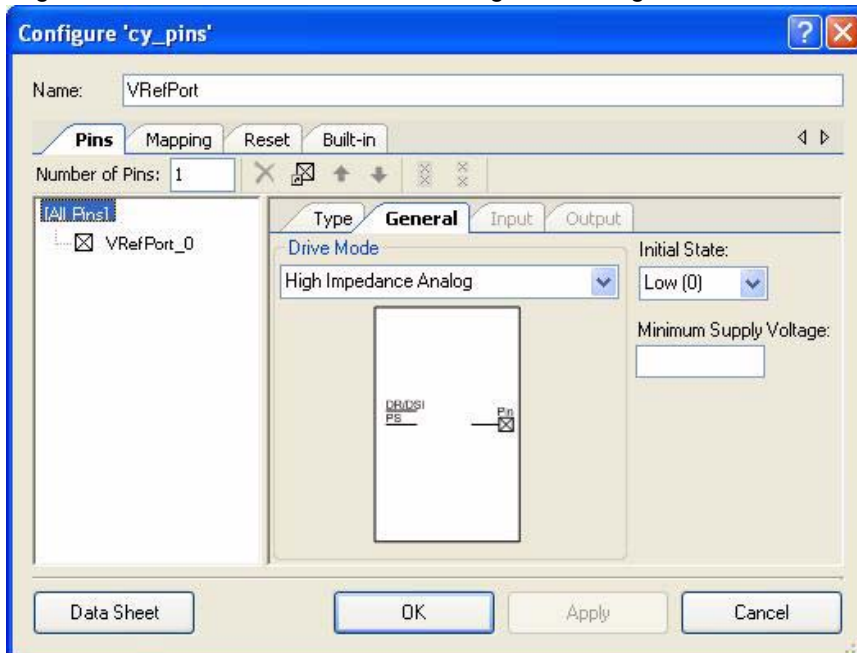 Configure 'cy_pins'
Name: VRefPort
Pins Mapping Reset Built-in
Number of Pins: 1
[All Pins]
VRefPort_0
Type General Input Output
Drive Mode
High Impedance Analog
Initial State:
Low (0)
Minimum Supply Voltage:
DR/DSI
PS
Pin
Data Sheet OK Apply Cancel